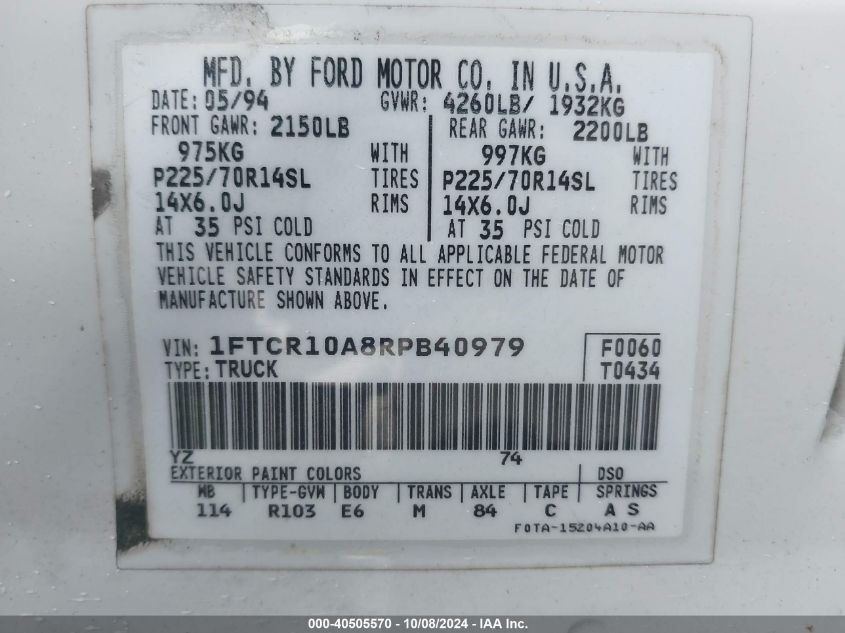 MFD. BY FORD MOTOR CO. IN U.S.A.
DATE: 05/94 GVWR: 4260LB/ 1932KG
FRONT GAWR: 2150LB REAR GAWR: 2200LB
975KG WITH 997KG WITH
P225/70R14SL TIRES P225/70R14SL TIRES
14X6.0J RIMS 14X6.0J RIMS
AT 35 PSI COLD AT 35 PSI COLD
THIS VEHICLE CONFORMS TO ALL APPLICABLE FEDERAL MOTOR
VEHICLE SAFETY STANDARDS IN EFFECT ON THE DATE OF
MANUFACTURE SHOWN ABOVE.
VIN: 1FTCR10A8RPB40979 F0060
TYPE: TRUCK T0434
YZ 74
EXTERIOR PAINT COLORS DSO
WB TYPE-GVW BODY TRANS AXLE TAPE SPRINGS
114 R103 E6 M 84 C A S
F0TA-15204A10-AA
000-40505570 - 10/08/2024 - IAA Inc.